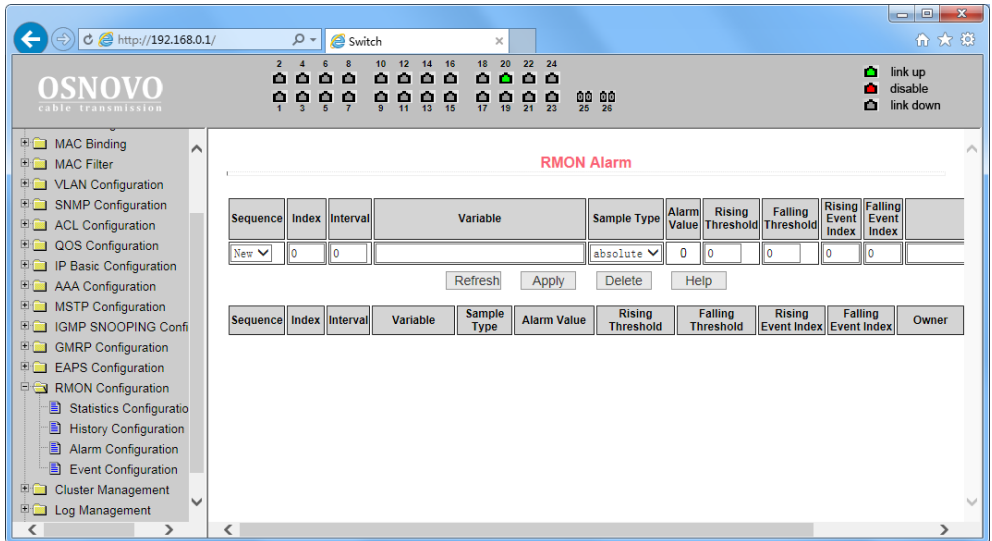 http://192.168.0.1/
Switch
OSNOVO
cable transmission
2 4 6 8 10 12 14 16 18 20 22 24
1 3 5 7 9 11 13 15 17 19 21 23 25 26
link up
disable
link down
MAC Binding
MAC Filter
VLAN Configuration
SNMP Configuration
ACL Configuration
QOS Configuration
IP Basic Configuration
AAA Configuration
MSTP Configuration
IGMP SNOOPING Confi
GMRP Configuration
EAPS Configuration
RMON Configuration
Statistics Configuratio
History Configuration
Alarm Configuration
Event Configuration
Cluster Management
Log Management
RMON Alarm
Sequence Index Interval Variable Sample Type Alarm Value Rising Threshold Falling Threshold Rising Event Index Falling Event Index
New 0 0 absolute 0 0 0 0 0
Refresh Apply Delete Help
Sequence Index Interval Variable Sample Type Alarm Value Rising Threshold Falling Threshold Rising Event Index Falling Event Index Owner